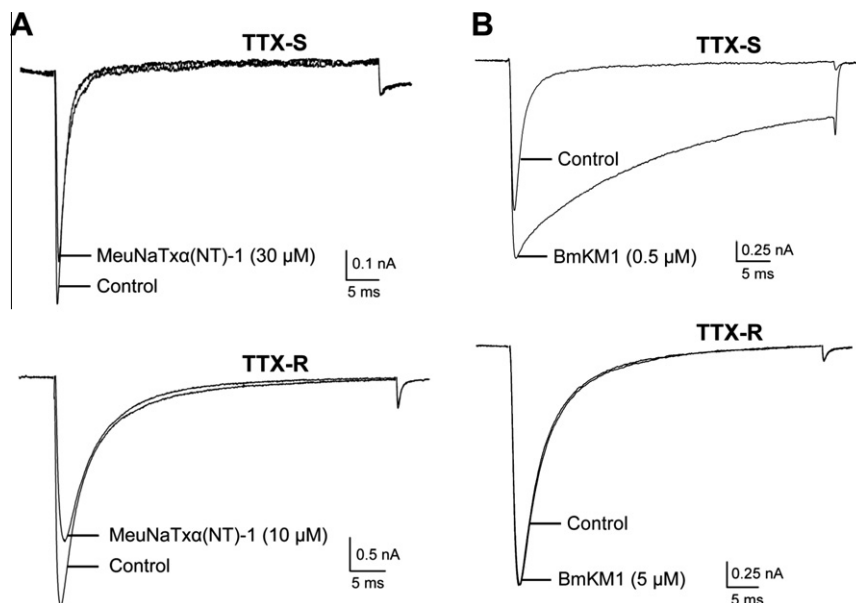 A
TTX-S
MeuNaTxα(NT)-1 (30 µM)
Control
0.1 nA
5 ms
TTX-R
MeuNaTxα(NT)-1 (10 µM)
Control
0.5 nA
5 ms
B
TTX-S
Control
BmKM1 (0.5 µM)
0.25 nA
5 ms
TTX-R
Control
BmKM1 (5 µM)
0.25 nA
5 ms